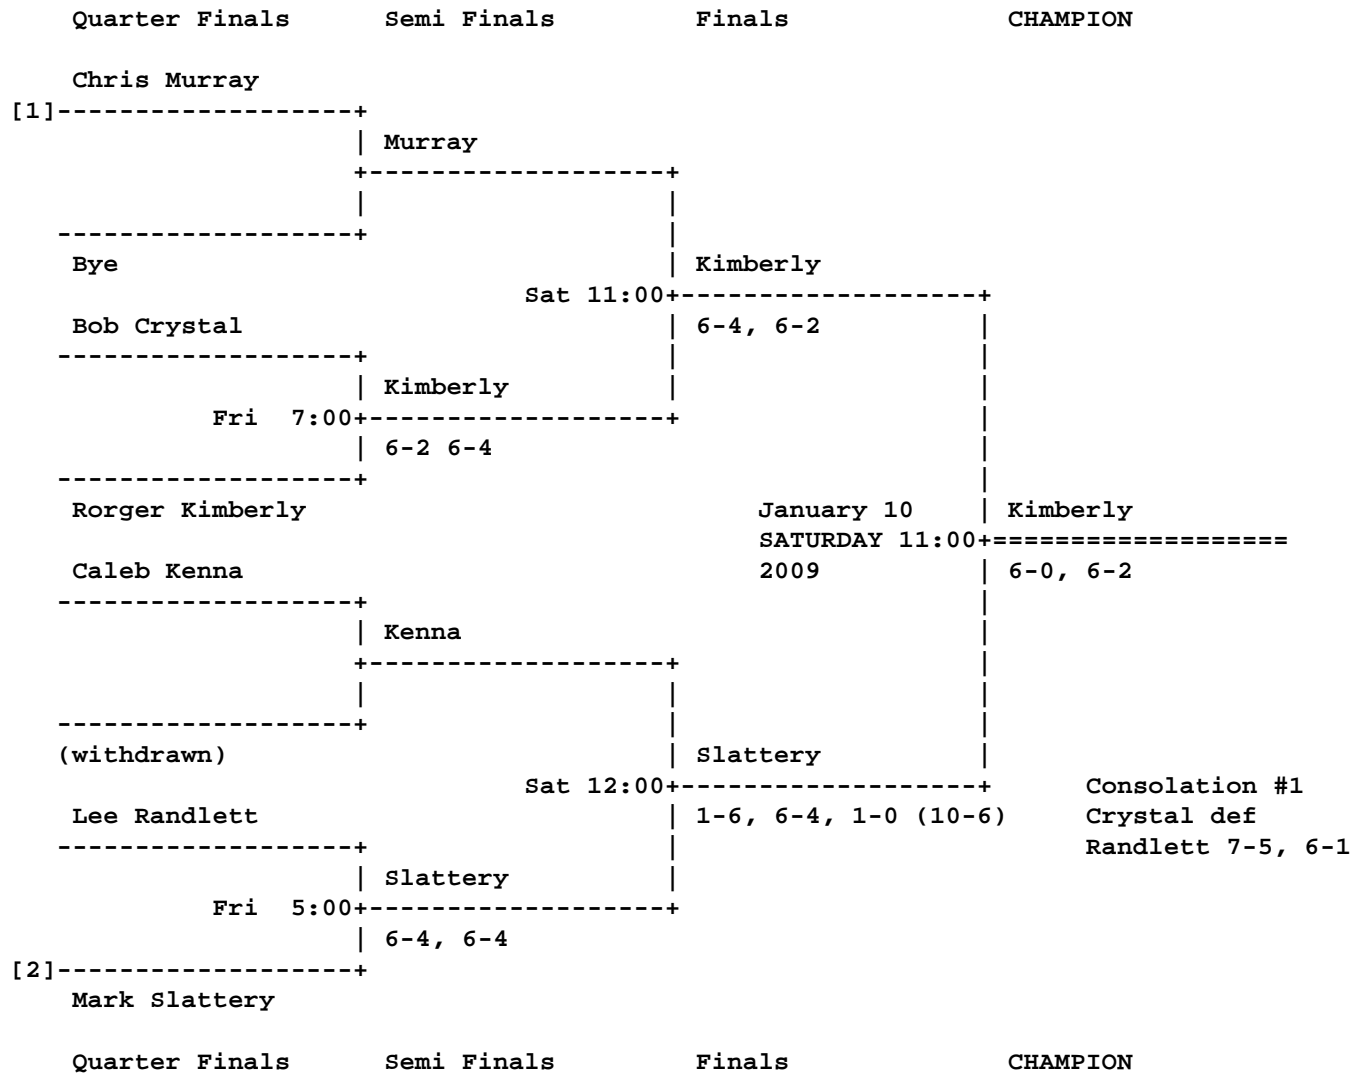 Quarter Finals Semi Finals Finals CHAMPION
Chris Murray
[1]-------------------+
| Murray
+-------------------+
| |
-------------------+ |
Bye | Kimberly
Sat 11:00+-------------------+
Bob Crystal | 6-4, 6-2 |
-------------------+ | |
| Kimberly | |
Fri 7:00+-------------------+ |
| 6-2 6-4 |
-------------------+ |
Rorger Kimberly January 10 | Kimberly
SATURDAY 11:00+===================
Caleb Kenna 2009 | 6-0, 6-2
-------------------+ |
| Kenna |
+-------------------+ |
| | |
-------------------+ | |
(withdrawn) | Slattery |
Sat 12:00+-------------------+ Consolation #1
Lee Randlett | 1-6, 6-4, 1-0 (10-6) Crystal def
-------------------+ | Randlett 7-5, 6-1
| Slattery |
Fri 5:00+-------------------+
| 6-4, 6-4
[2]-------------------+
Mark Slattery
Quarter Finals Semi Finals Finals CHAMPION